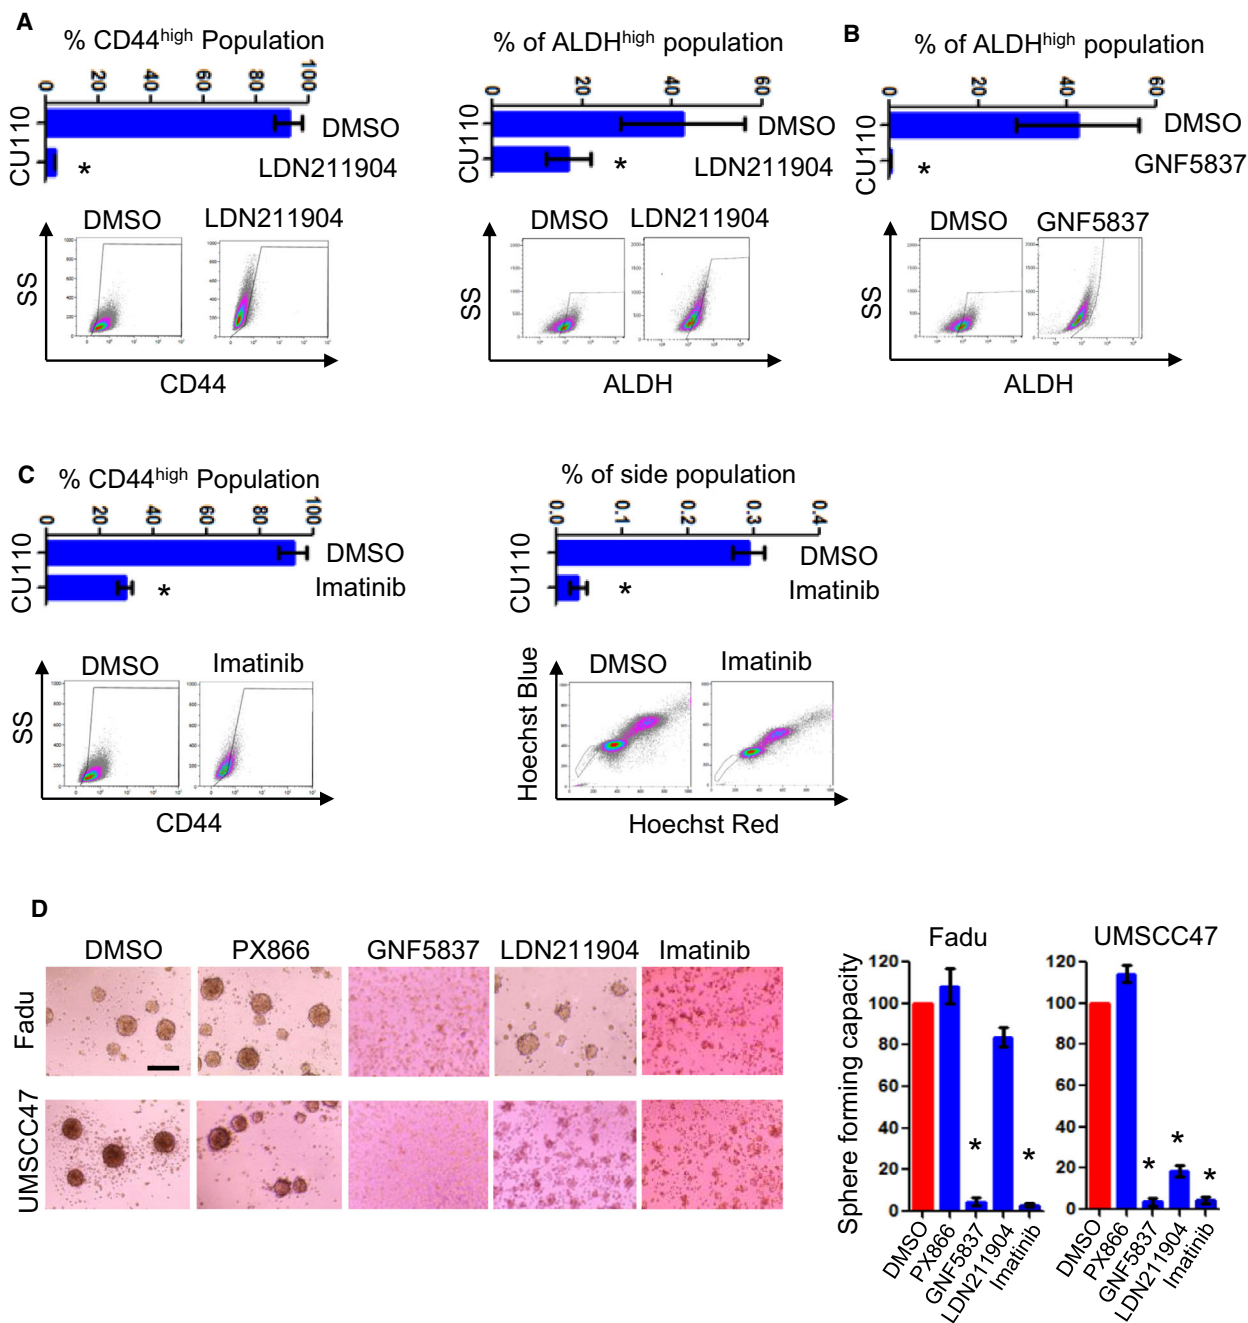 A
% CD44high Population
0 20 40 60 80 100
CU110
DMSO
*
LDN211904
% of ALDHhigh population
0 20 40 60
CU110
DMSO
*
LDN211904
B
% of ALDHhigh population
0 20 40 60
CU110
DMSO
*
GNF5837
SS
DMSO
LDN211904
CD44
SS
DMSO
LDN211904
ALDH
SS
DMSO
GNF5837
ALDH
C
% CD44high Population
0 20 40 60 80 100
CU110
DMSO
*
Imatinib
% of side population
0.0 0.1 0.2 0.3 0.4
CU110
DMSO
*
Imatinib
SS
DMSO
Imatinib
CD44
Hoechst Blue
DMSO
Imatinib
Hoechst Red
D
DMSO PX866 GNF5837 LDN211904 Imatinib
Fadu
UMSCC47
Fadu
Sphere forming capacity
120
100
80
60
40
20
0
* *
DMSO PX866 GNF5837 LDN211904 Imatinib
UMSCC47
120
100
80
60
40
20
0
* * *
DMSO PX866 GNF5837 LDN211904 Imatinib